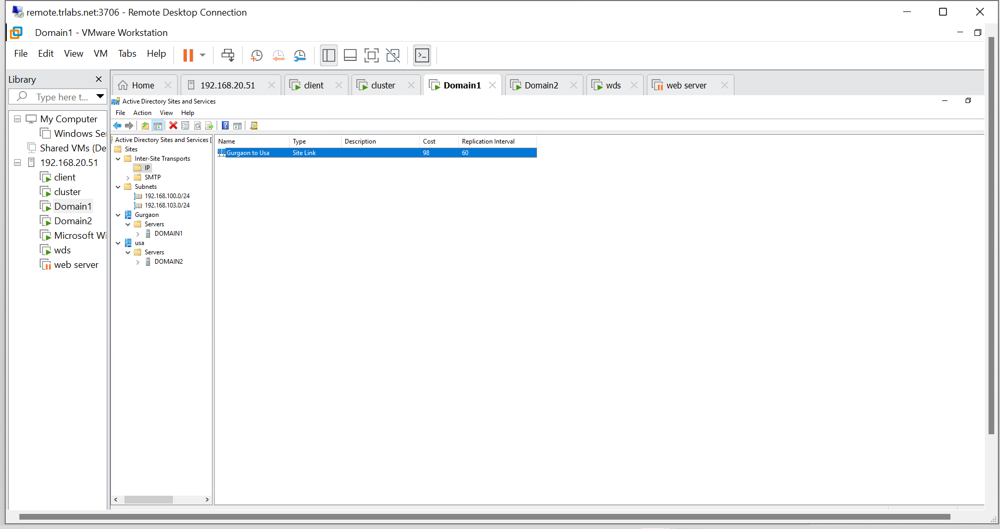 remote.trlabs.net:3706 - Remote Desktop Connection
Domain1 - VMware Workstation
File Edit View VM Tabs Help
Library
Type here t...
My Computer
Windows Se
Shared VMs (De
192.168.20.51
client
cluster
Domain1
Domain2
Microsoft Wi
wds
web server
Home 192.168.20.51 client cluster Domain1 Domain2 wds web server
Active Directory Sites and Services
File Action View Help
Active Directory Sites and Services [
Sites
Inter-Site Transports
IP
SMTP
Subnets
192.168.100.0/24
192.168.103.0/24
Gurgaon
Servers
DOMAIN1
usa
Servers
DOMAIN2
Name Type Description Cost Replication Interval
Gurgaon to Usa Site Link 98 60